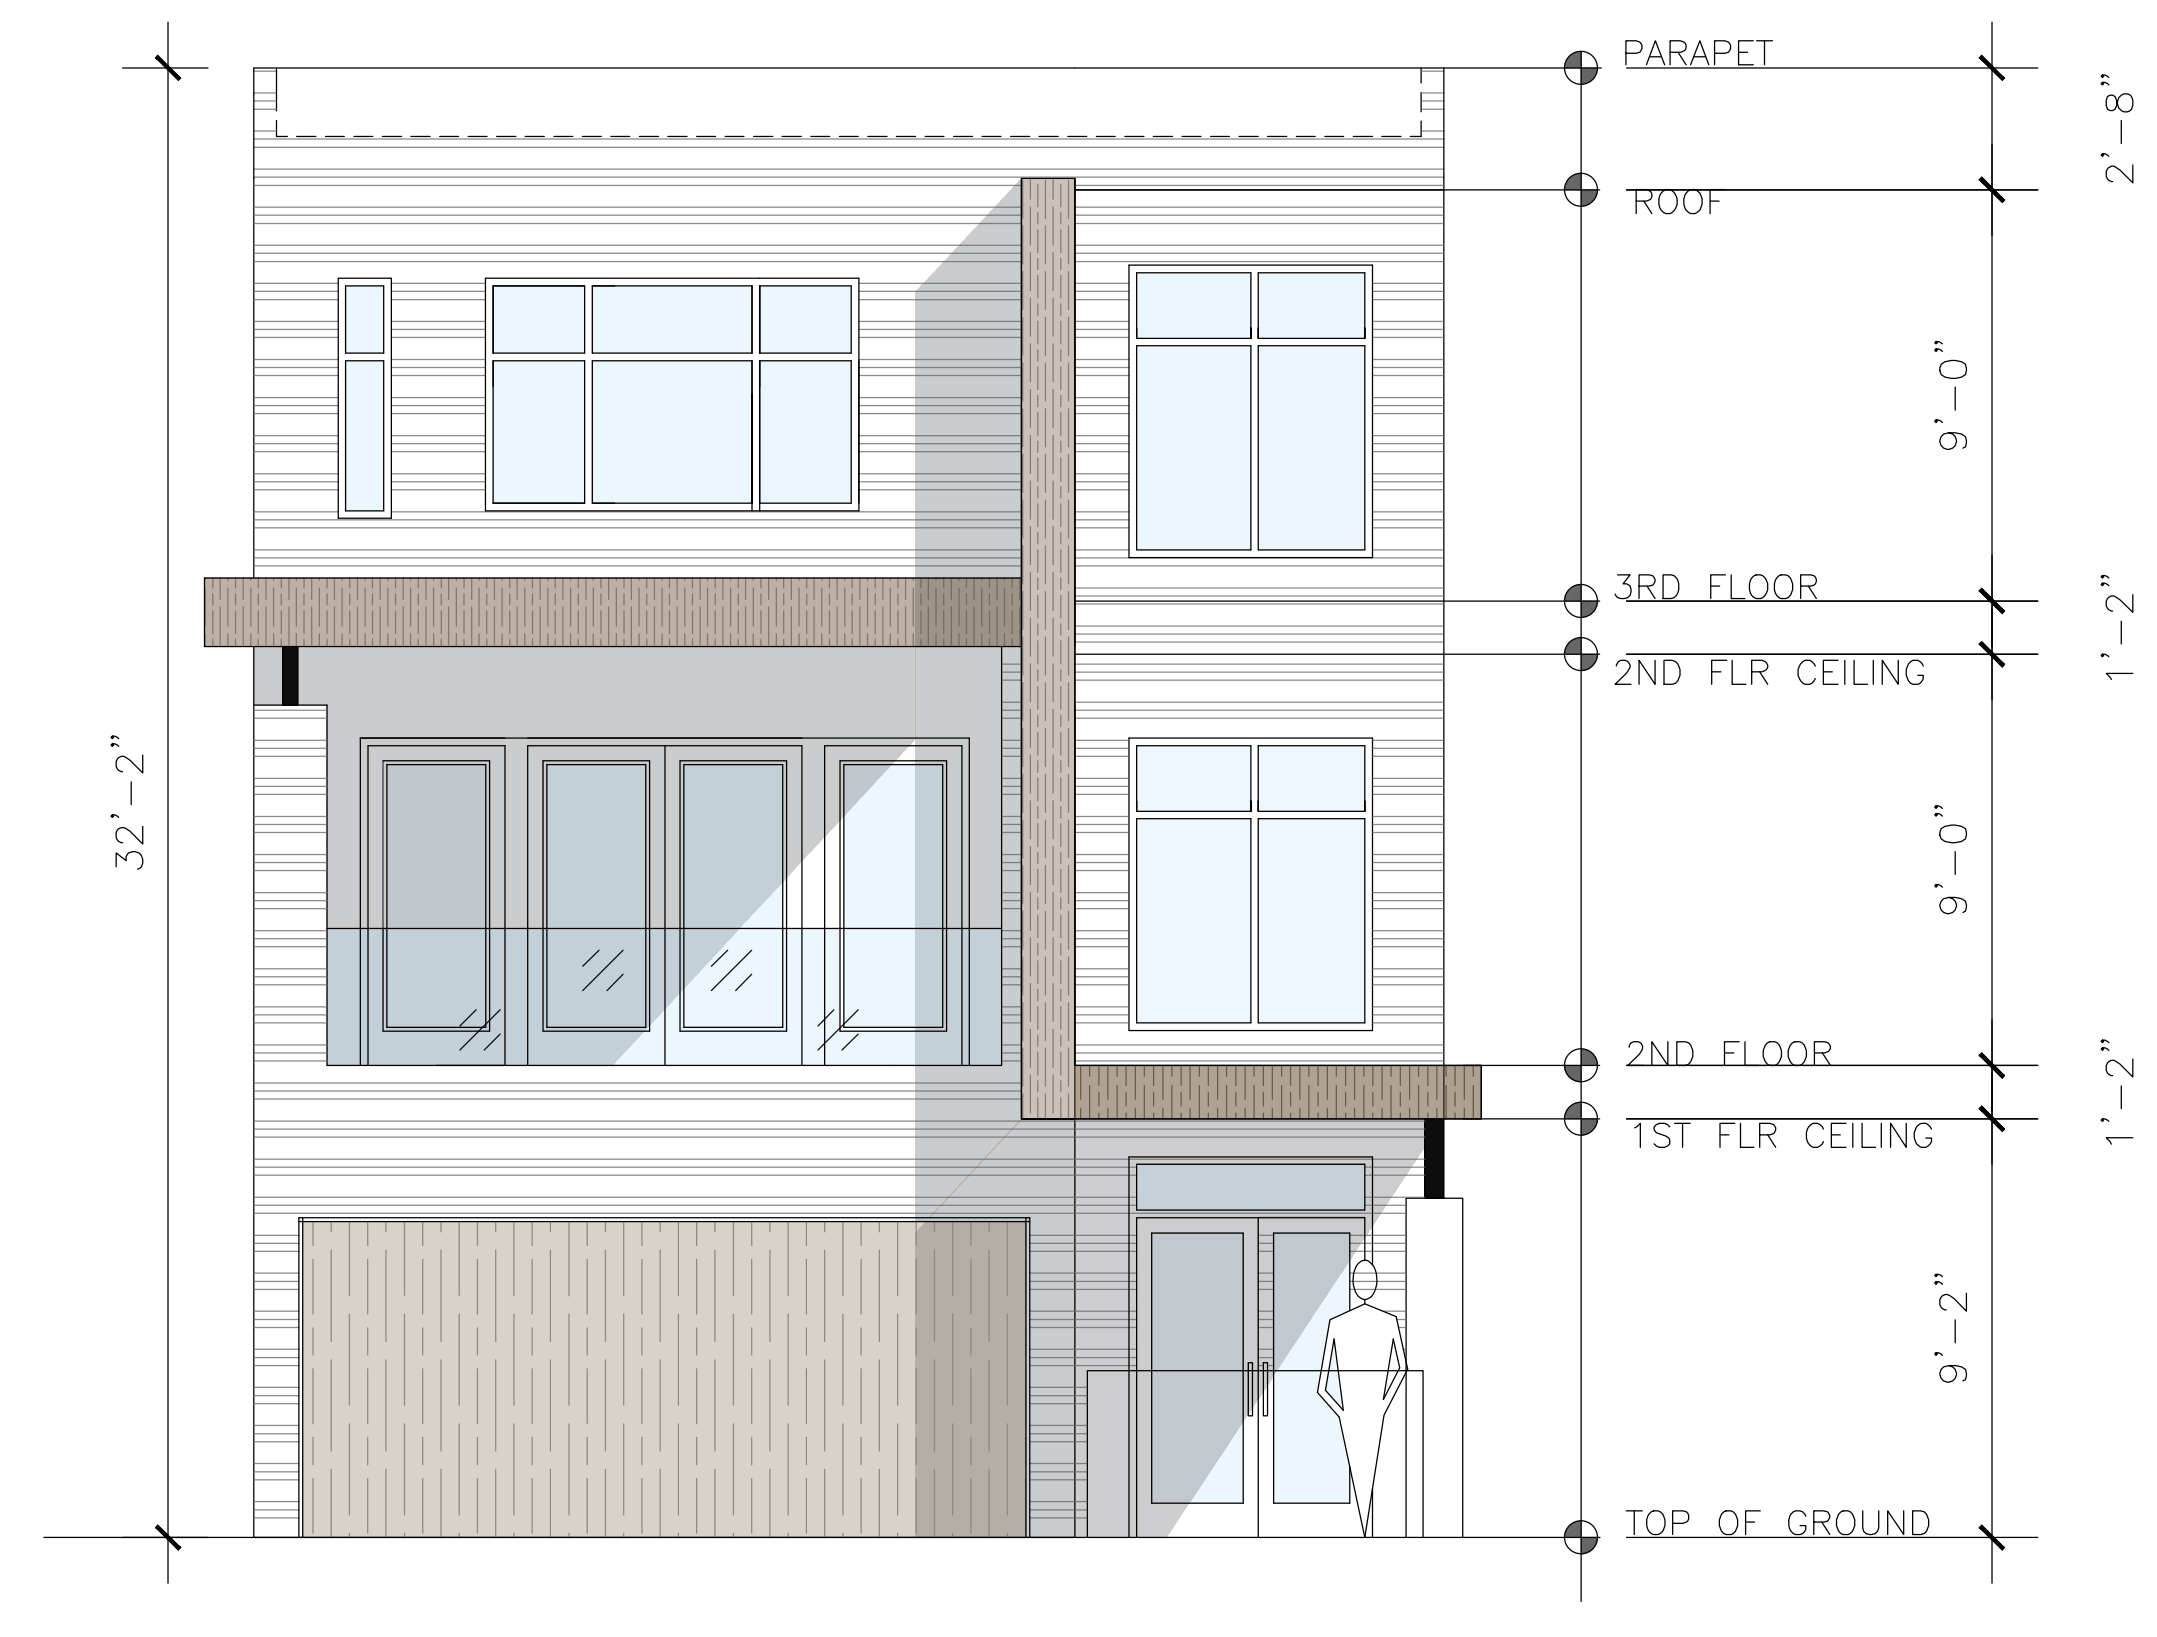 PARAPET
2'-8"
ROOF
9'-0"
3RD FLOOR
1'-2"
2ND FLR CEILING
32'-2"
9'-0"
2ND FLOOR
1'-2"
1ST FLR CEILING
9'-2"
TOP OF GROUND